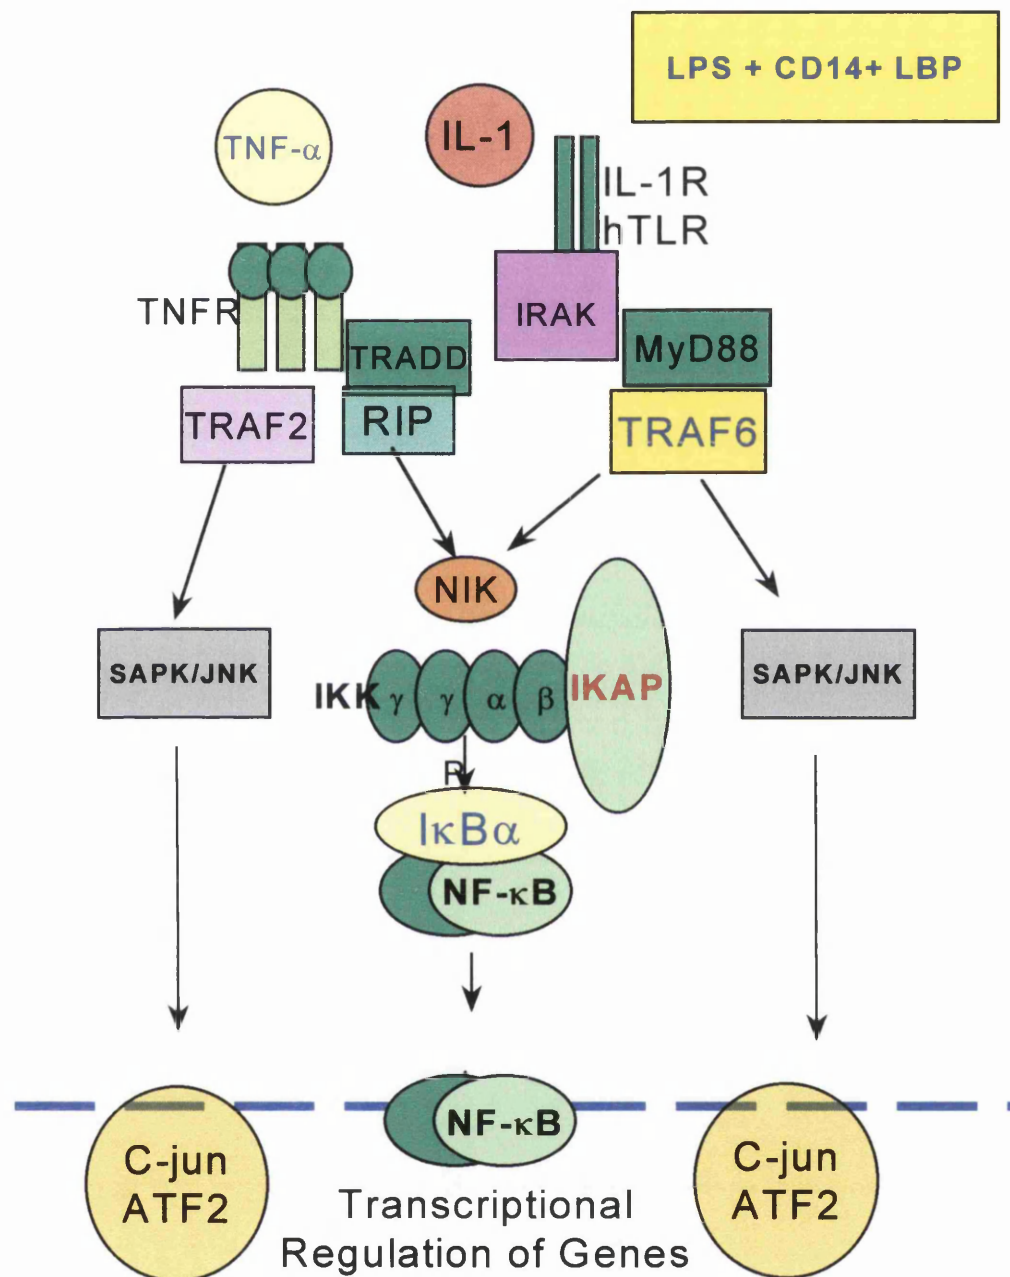 LPS + CD14+ LBP
TNF-α
IL-1
IL-1R
hTLR
TNFR
IRAK
TRADD
MyD88
TRAF2
RIP
TRAF6
NIK
SAPK/JNK
IKK γ γ α β
IKAP
SAPK/JNK
P
IκBα
NF-κB
NF-κB
C-jun
ATF2
C-jun
ATF2
Transcriptional
Regulation of Genes